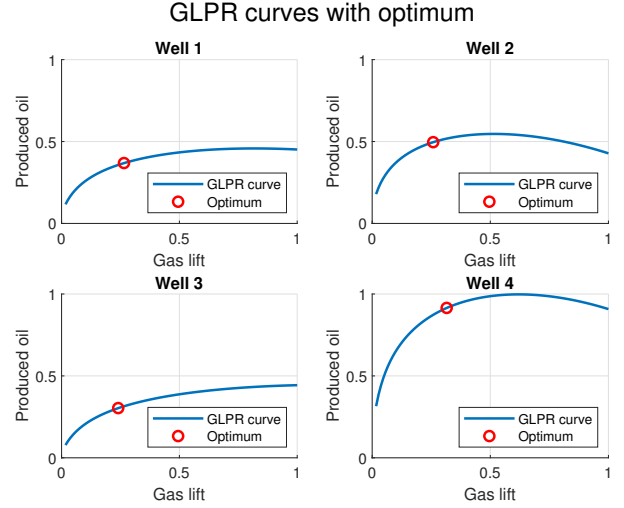 GLPR curves with optimum
Well 1
1
0.5
0
Produced oil
GLPR curve
Optimum
0
0.5
1
Gas lift
Well 2
1
0.5
0
Produced oil
GLPR curve
Optimum
0
0.5
1
Gas lift
Well 3
1
0.5
0
Produced oil
GLPR curve
Optimum
0
0.5
1
Gas lift
Well 4
1
0.5
0
Produced oil
GLPR curve
Optimum
0
0.5
1
Gas lift